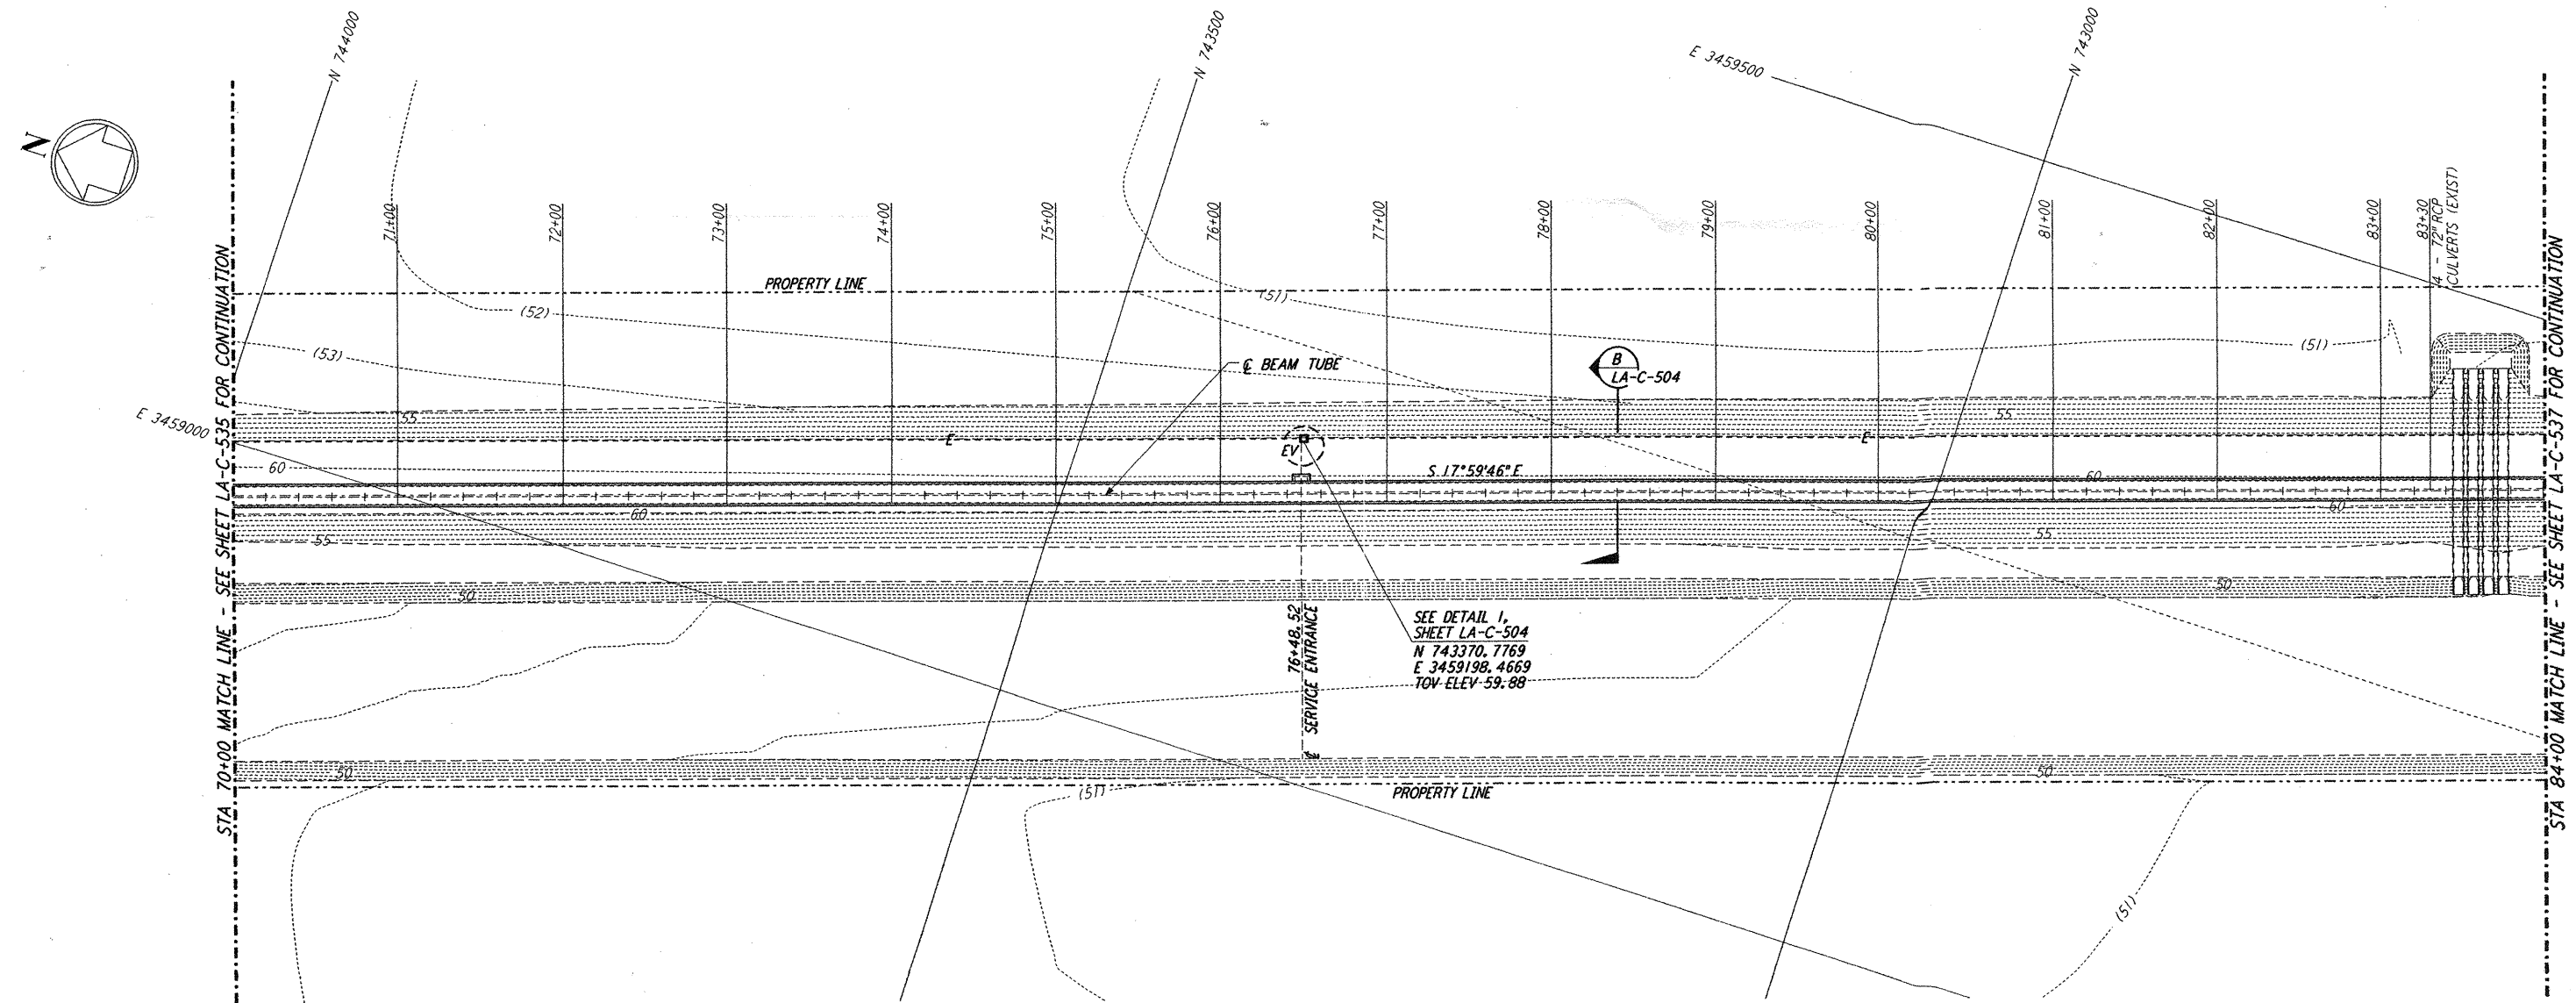 N 744000
N 743500
E 3459500
N 743000
N
71+00
72+00
73+00
74+00
75+00
76+00
77+00
78+00
79+00
80+00
81+00
82+00
83+00
83+30
4 - 72" RCP
CULVERTS (EXIST)
PROPERTY LINE
(51)
(52)
(53)
(51)
℄ BEAM TUBE
B
LA-C-504
E 3459000
55
55
E
E
EV
60
S 17°59'46" E
60
60
60
55
55
50
50
76+48.52
℄ SERVICE ENTRANCE
SEE DETAIL 1,
SHEET LA-C-504
N 743370.7769
E 3459198.4669
TOV ELEV 59.88
50
50
(51)
PROPERTY LINE
(51)
STA 70+00 MATCH LINE - SEE SHEET LA-C-535 FOR CONTINUATION
STA 84+00 MATCH LINE - SEE SHEET LA-C-537 FOR CONTINUATION